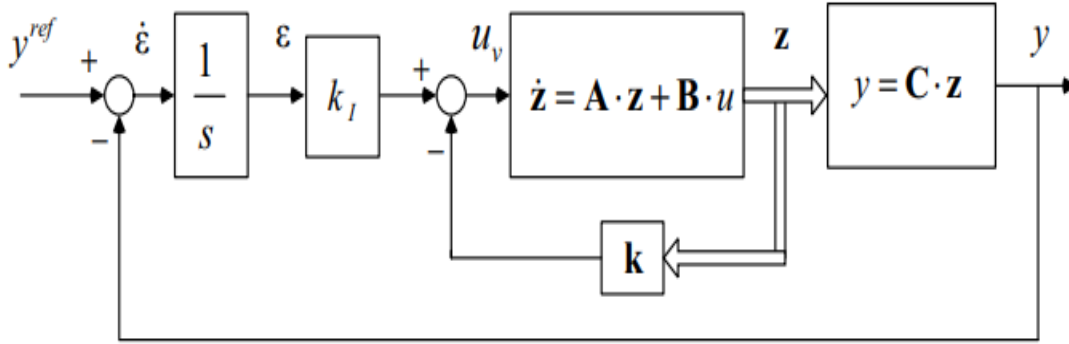 y^{ref}
+
−
ε̇
1
s
ε
k_I
+
−
u_v
ż = A · z + B · u
z
y = C · z
y
k